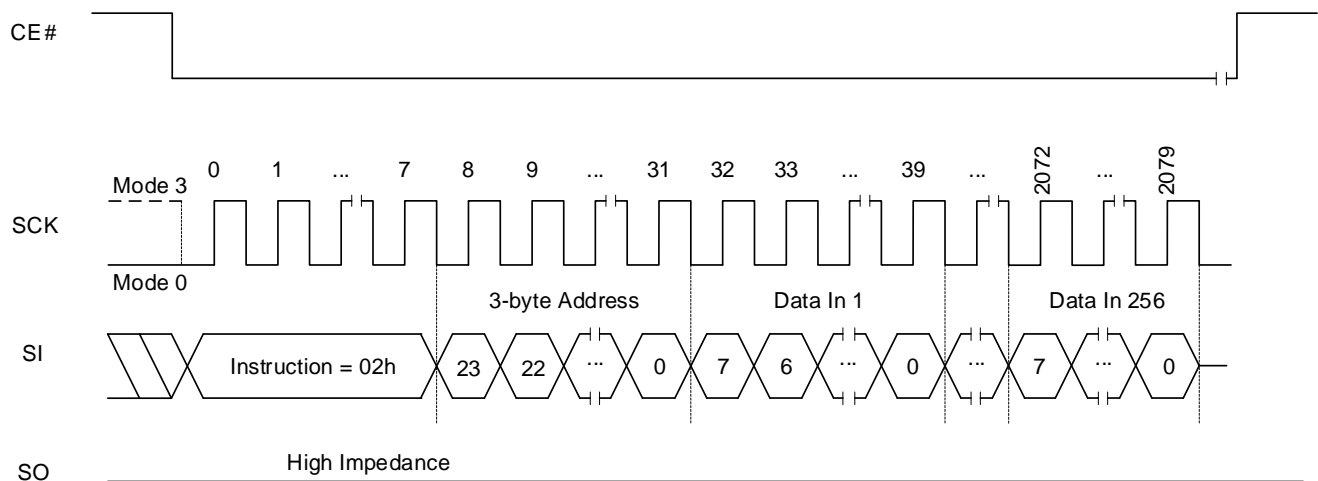 CE#
0 1 ... 7 8 9 ... 31 32 33 ... 39 ... 2072 ... 2079
Mode 3
SCK
Mode 0
3-byte Address Data In 1 Data In 256
SI Instruction = 02h 23 22 ... 0 7 6 ... 0 ... 7 ... 0
High Impedance
SO